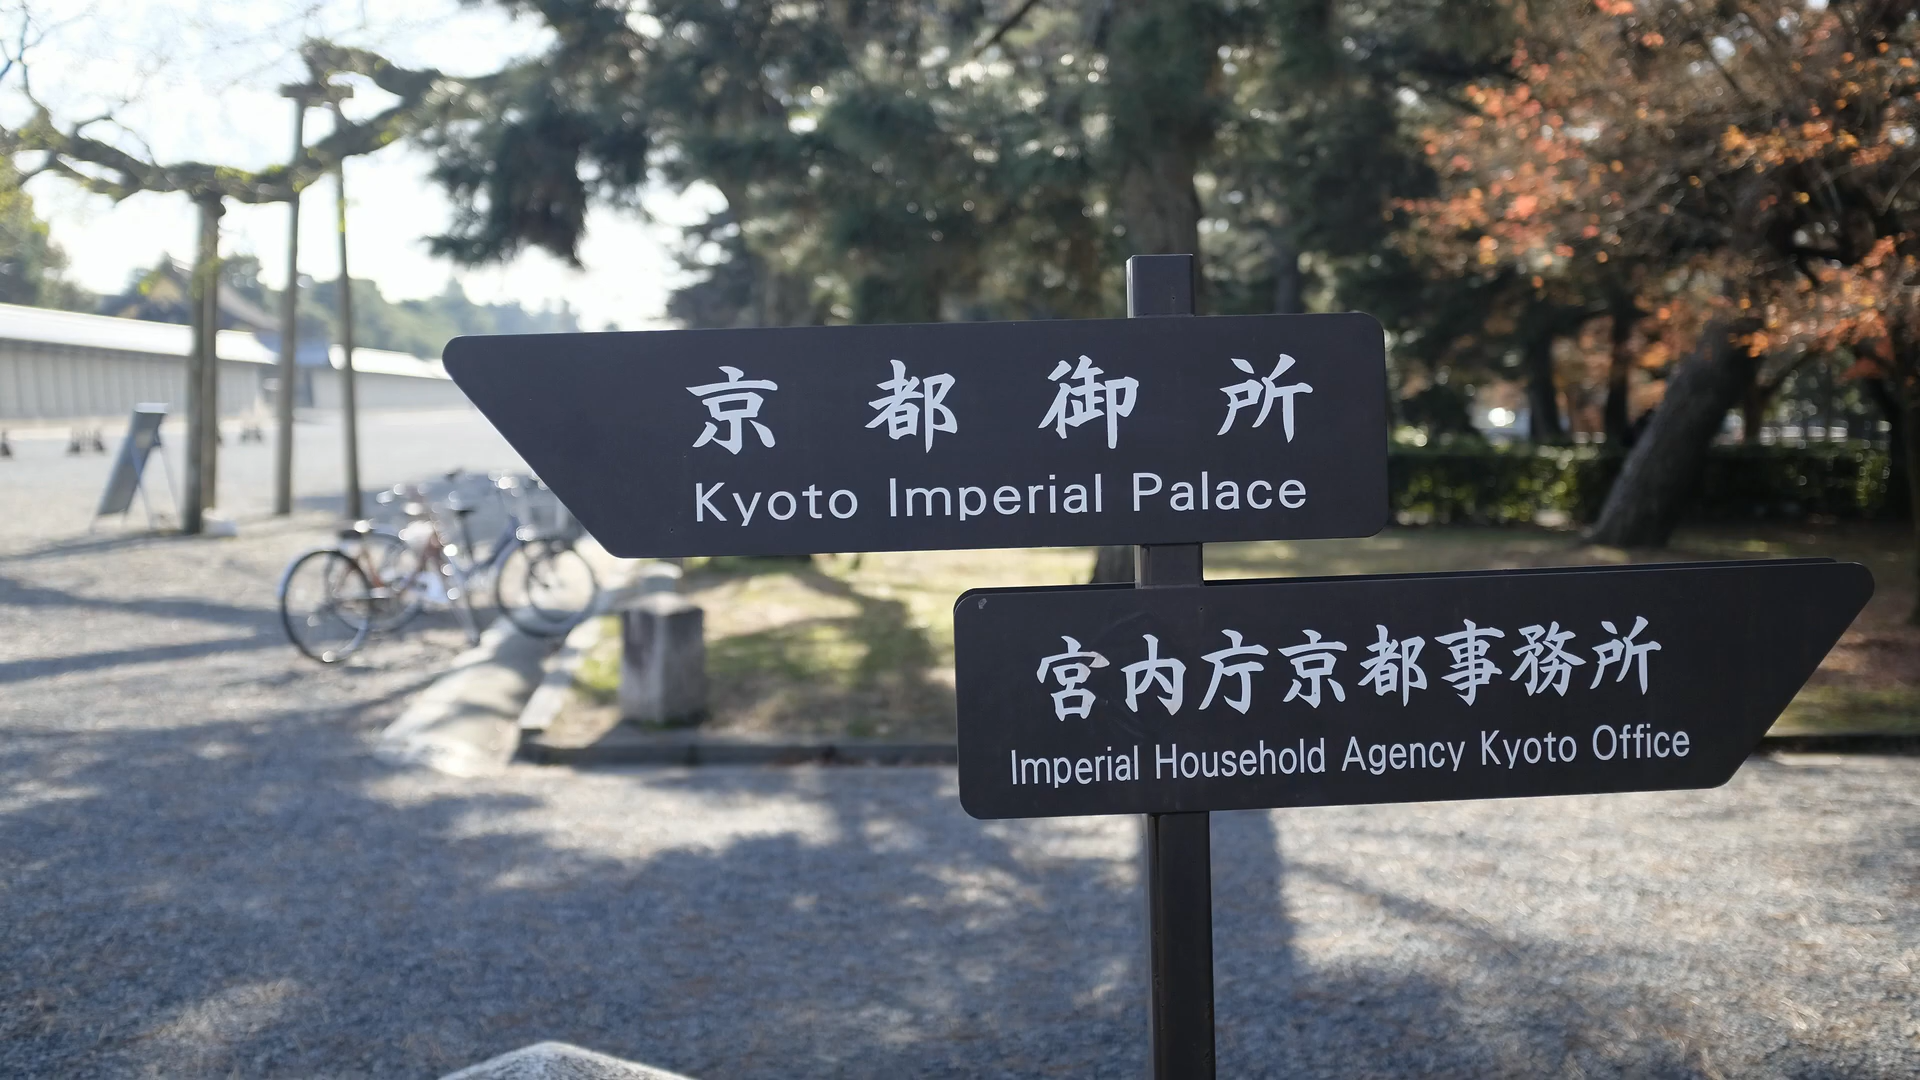 京都御所
Kyoto Imperial Palace
宮内庁京都事務所
Imperial Household Agency Kyoto Office